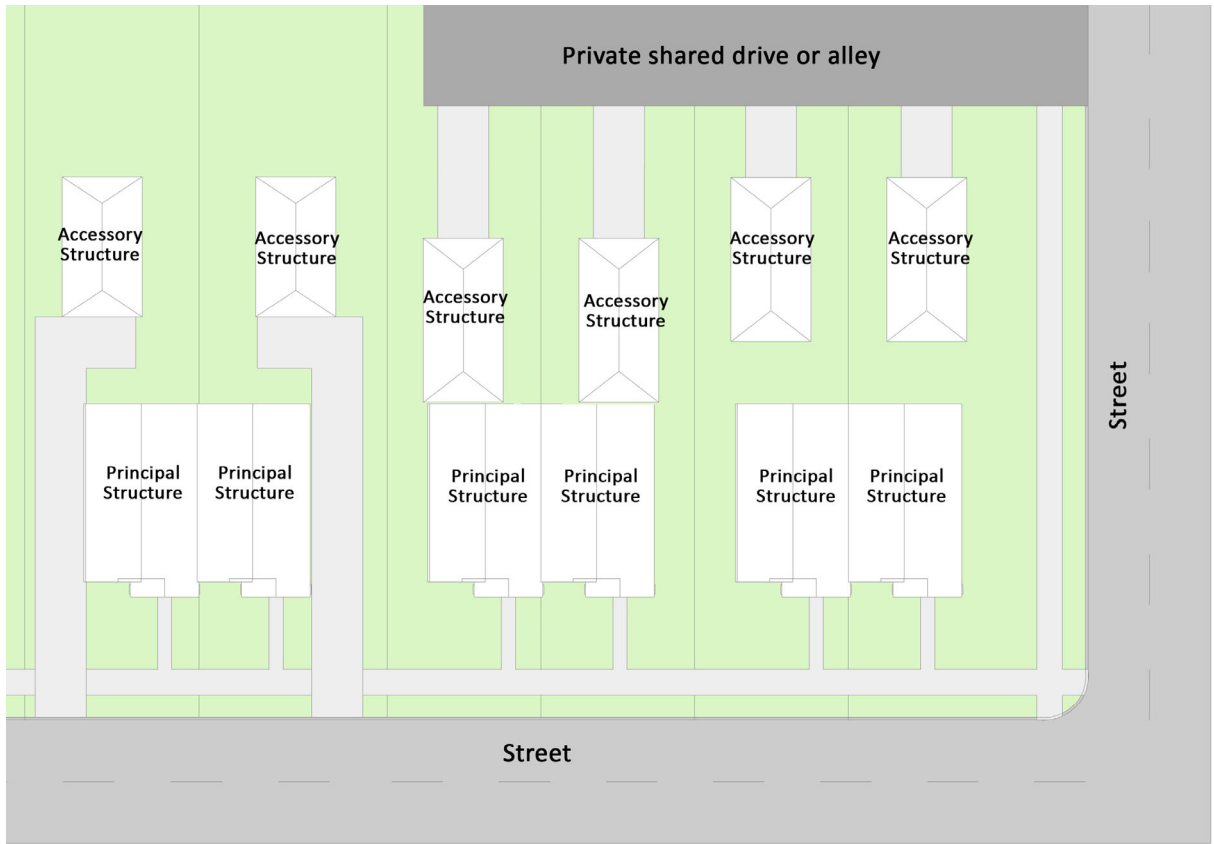 Private shared drive or alley
Accessory
Structure
Accessory
Structure
Accessory
Structure
Accessory
Structure
Accessory
Structure
Accessory
Structure
Street
Principal
Structure
Principal
Structure
Principal
Structure
Principal
Structure
Principal
Structure
Principal
Structure
Street